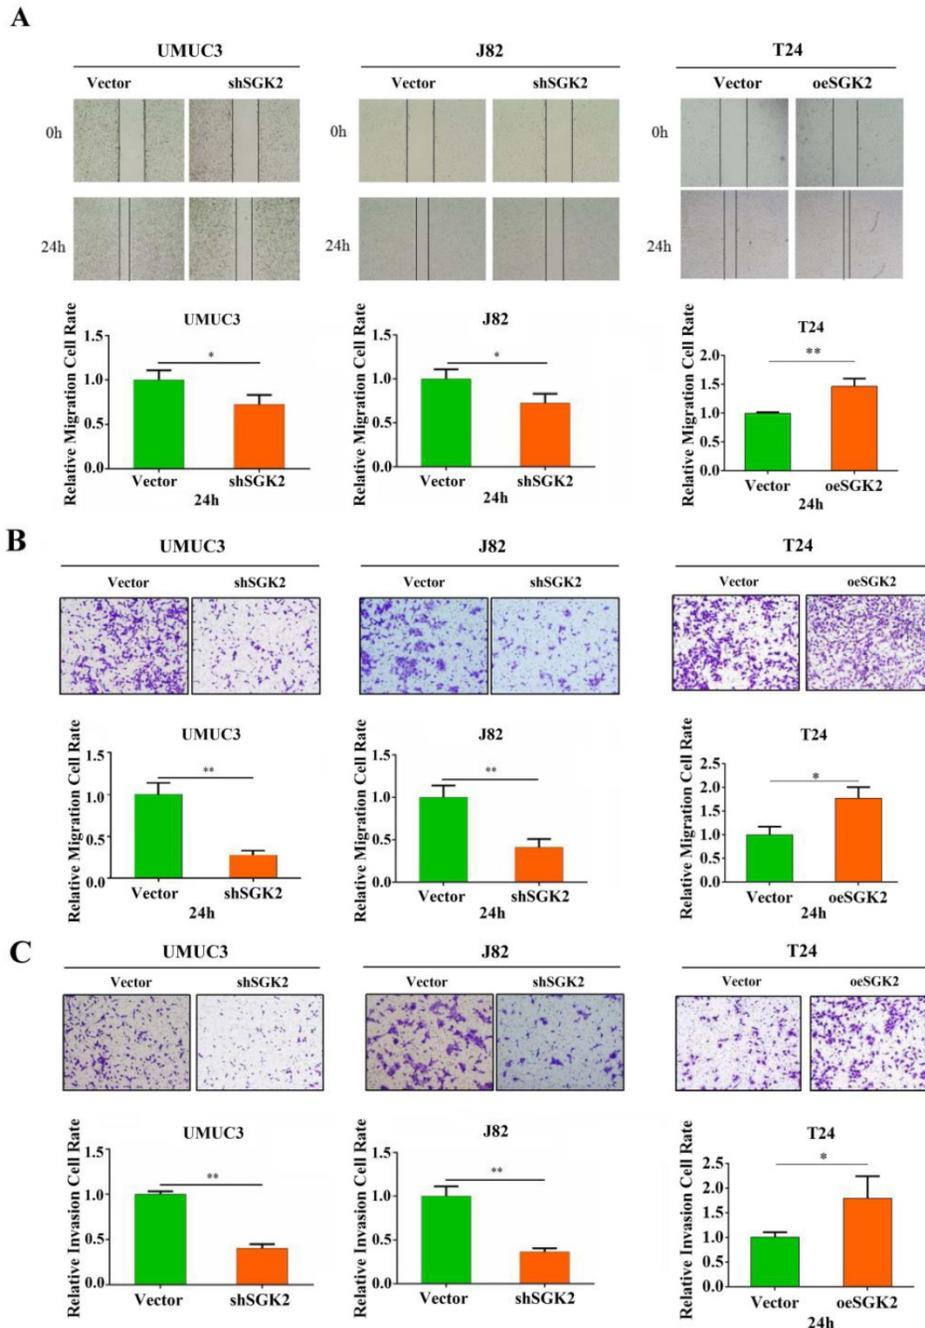 A
UMUC3 J82 T24
Vector shSGK2 Vector shSGK2 Vector oeSGK2
0h 0h 0h
24h 24h 24h
UMUC3 J82 T24
Relative Migration Cell Rate Relative Migration Cell Rate Relative Migration Cell Rate
1.5 1.5 2.0
* * **
1.0 1.0 1.5
0.5 0.5 1.0
0.0 0.0 0.5
0.0
Vector shSGK2 Vector shSGK2 Vector oeSGK2
24h 24h 24h
B
UMUC3 J82 T24
Vector shSGK2 Vector shSGK2 Vector oeSGK2
UMUC3 J82 T24
Relative Migration Cell Rate Relative Migration Cell Rate Relative Migration Cell Rate
1.5 1.5 2.5
** ** *
1.0 1.0 2.0
0.5 0.5 1.5
0.0 0.0 1.0
0.5
0.0
Vector shSGK2 Vector shSGK2 Vector oeSGK2
24h 24h 24h
C
UMUC3 J82 T24
Vector shSGK2 Vector shSGK2 Vector oeSGK2
UMUC3 J82 T24
Relative Invasion Cell Rate Relative Invasion Cell Rate Relative Invasion Cell Rate
1.5 1.5 2.5
** ** *
1.0 1.0 2.0
0.5 0.5 1.5
0.0 0.0 1.0
0.5
0.0
Vector shSGK2 Vector shSGK2 Vector oeSGK2
24h